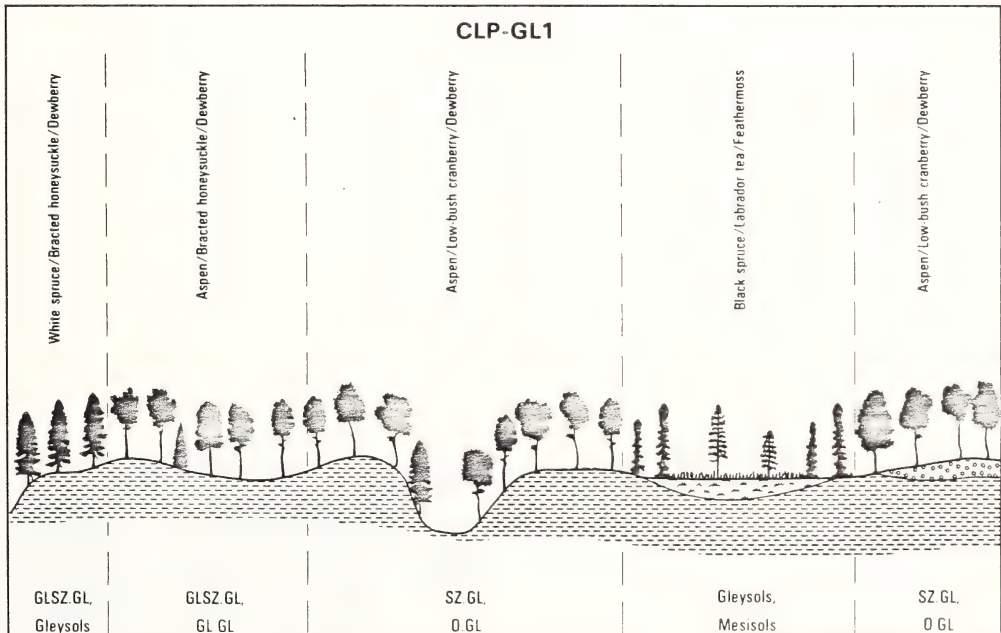 CLP-GL1
White spruce/Bracted honeysuckle/Dewberry
Aspen/Bracted honeysuckle/Dewberry
Aspen/Low-bush cranberry/Dewberry
Black spruce/Labrador tea/Feathermoss
Aspen/Low-bush cranberry/Dewberry
GLSZ.GL,
Gleysols
GLSZ.GL,
GL GL
SZ.GL,
O.GL
Gleysols,
Mesisols
SZ.GL,
O GL